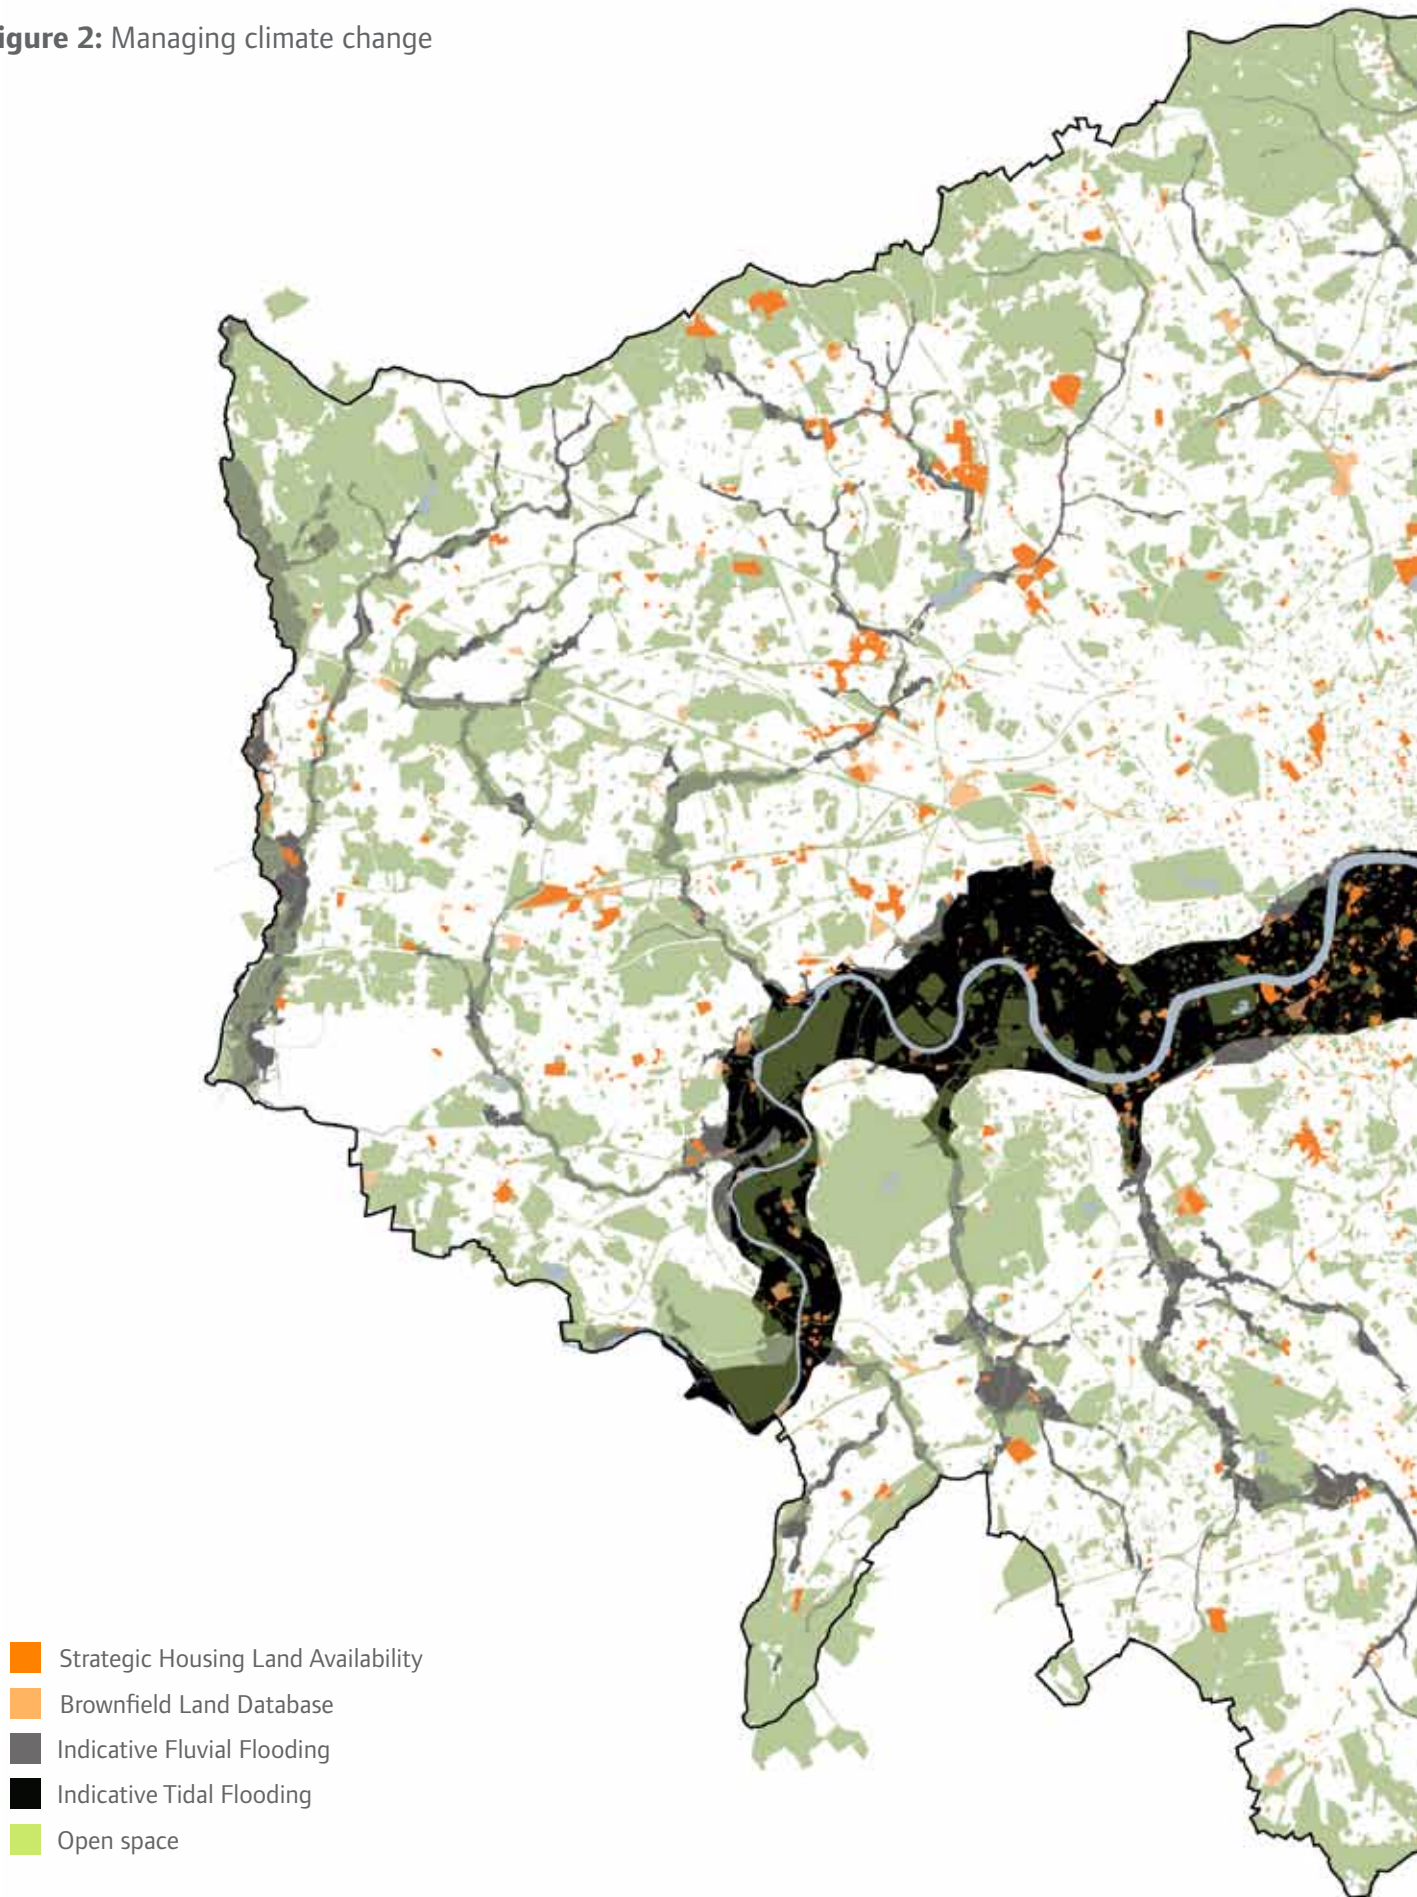 igure 2: Managing climate change
Strategic Housing Land Availability
Brownfield Land Database
Indicative Fluvial Flooding
Indicative Tidal Flooding
Open space